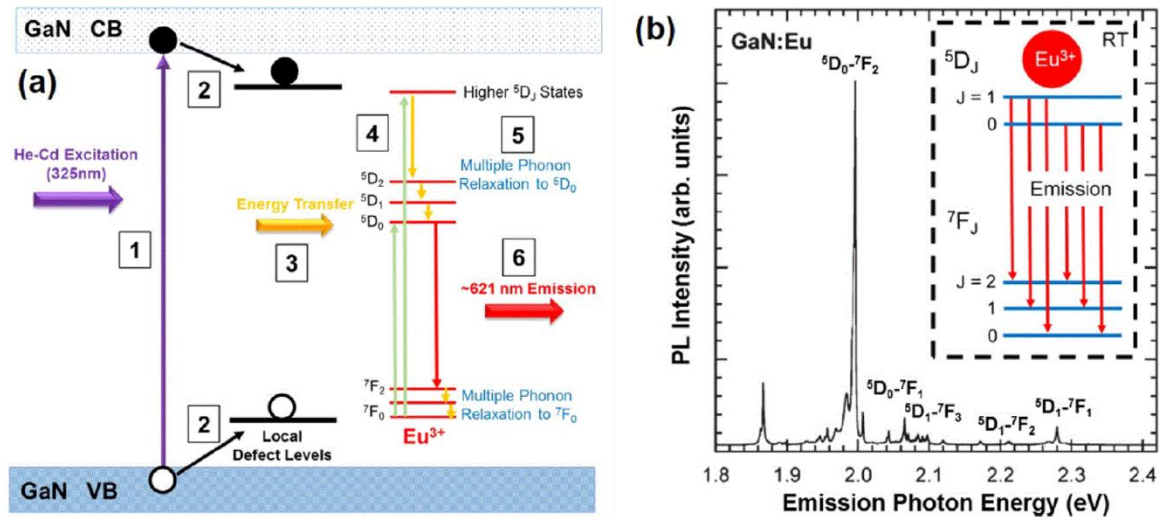 (a)
GaN CB
2
4
Higher ⁵D_J States
5
He-Cd Excitation
(325nm)
Multiple Phonon
Relaxation to ⁵D₀
⁵D₂
⁵D₁
⁵D₀
Energy Transfer
1
3
6
~621 nm Emission
⁷F₂
⁷F₀
Multiple Phonon
Relaxation to ⁷F₀
Eu³⁺
2
Local
Defect Levels
GaN VB
(b)
GaN:Eu
RT
Eu³⁺
⁵D_J
J = 1
0
Emission
⁷F_J
J = 2
1
0
⁵D₀-⁷F₂
⁵D₀-⁷F₁
⁵D₁-⁷F₃
⁵D₁-⁷F₂
⁵D₁-⁷F₁
PL Intensity (arb. units)
1.8 1.9 2.0 2.1 2.2 2.3 2.4
Emission Photon Energy (eV)